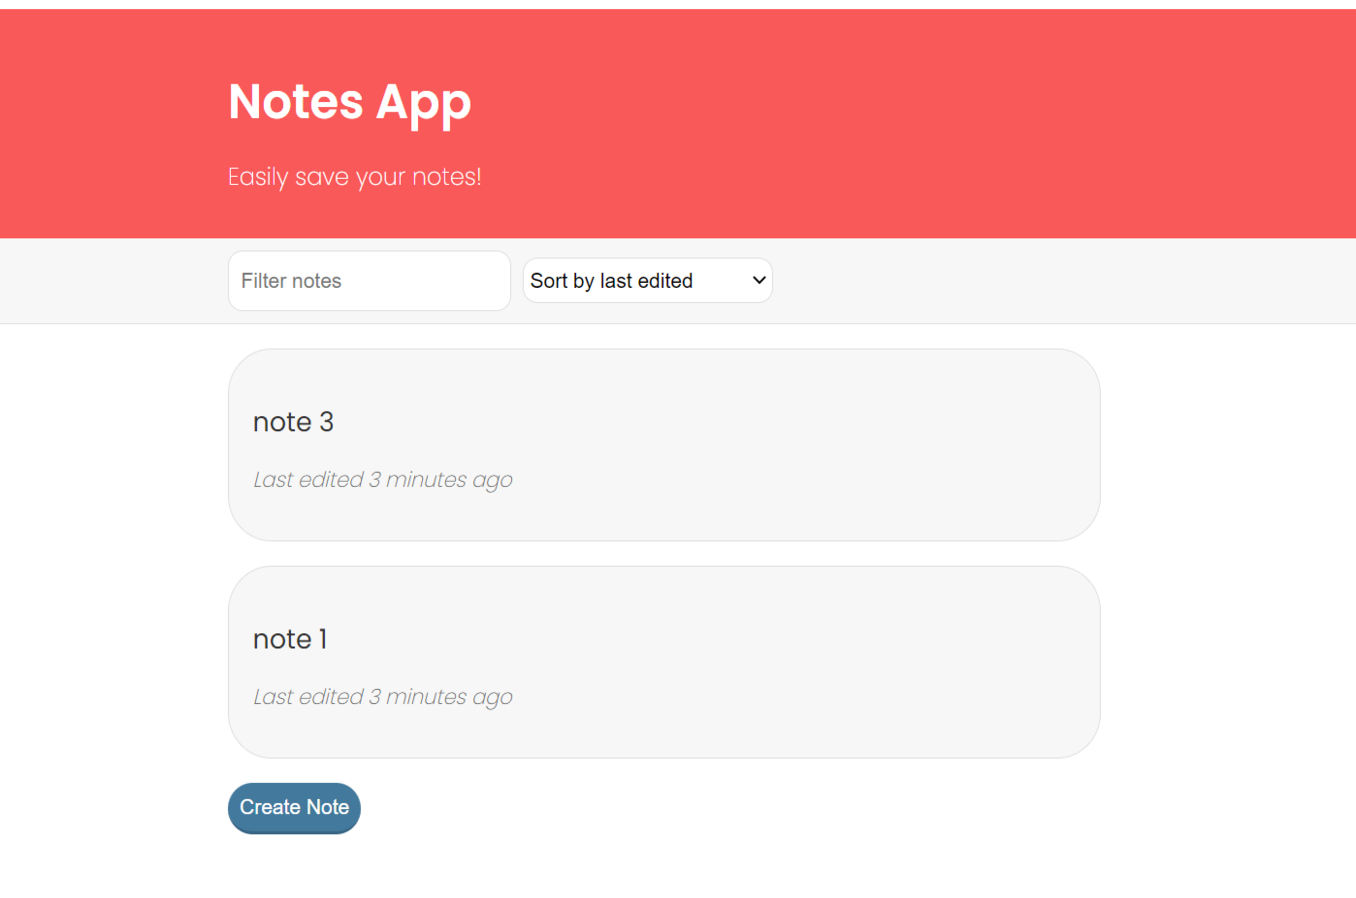 Notes App
Easily save your notes!
Filter notes
Sort by last edited
note 3
Last edited 3 minutes ago
note 1
Last edited 3 minutes ago
Create Note